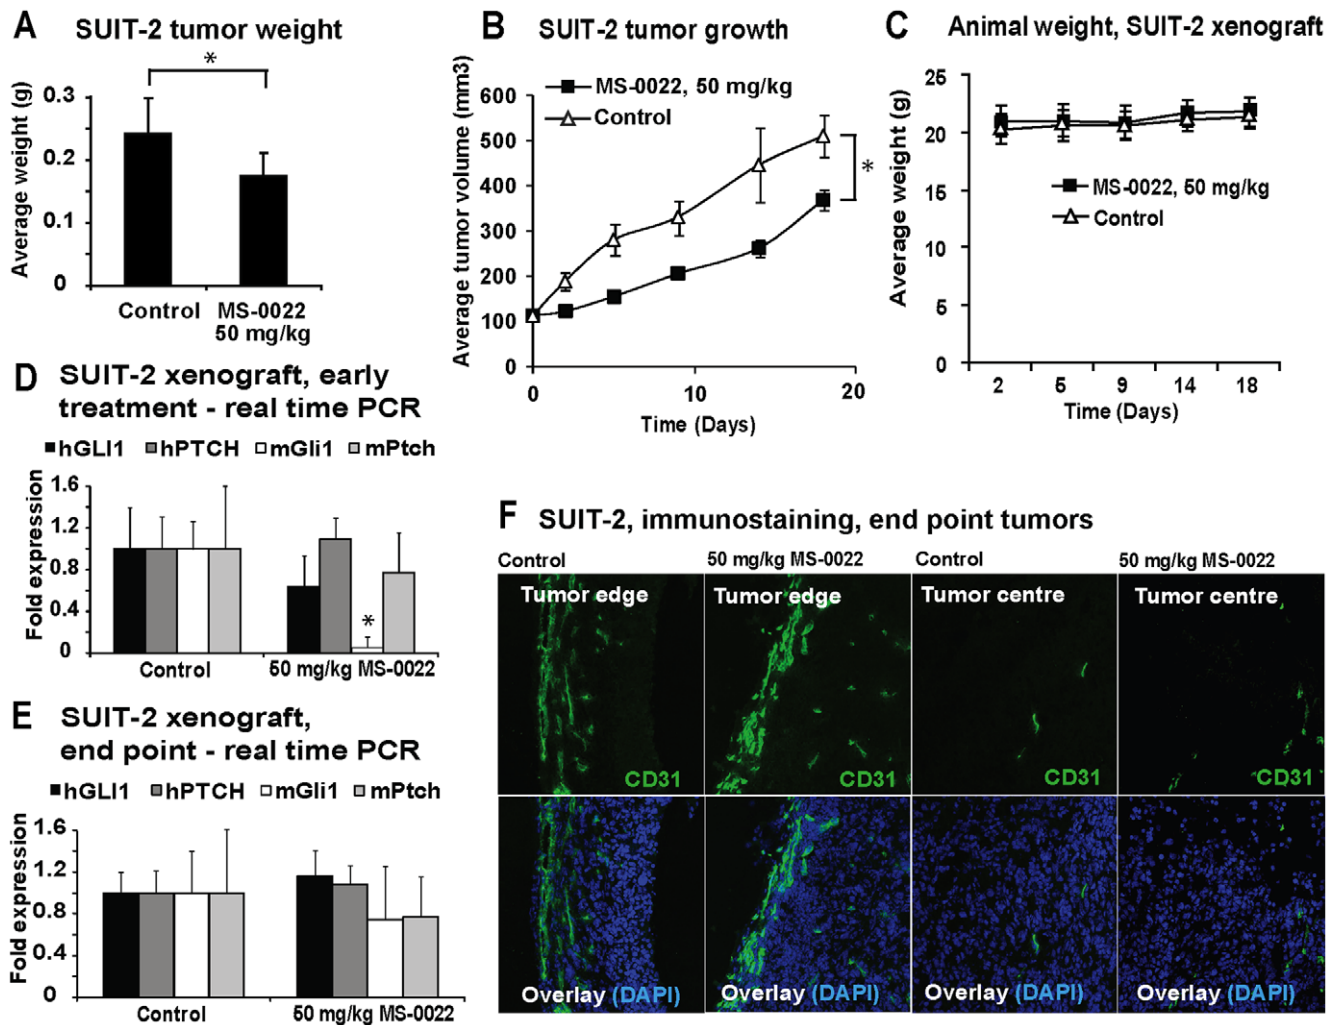 A SUIT-2 tumor weight
*
Average weight (g)
0.3
0.2
0.1
0
Control
MS-0022
50 mg/kg
B SUIT-2 tumor growth
MS-0022, 50 mg/kg
Control
Average tumor volume (mm3)
600
500
400
300
200
100
0
*
0 10 20
Time (Days)
C Animal weight, SUIT-2 xenograft
Average weight (g)
25
20
15
10
5
0
MS-0022, 50 mg/kg
Control
2 5 9 14 18
Time (Days)
D SUIT-2 xenograft, early
treatment - real time PCR
hGLI1 hPTCH mGli1 mPtch
Fold expression
1.6
1.2
0.8
0.4
0
*
Control 50 mg/kg MS-0022
E SUIT-2 xenograft,
end point - real time PCR
hGLI1 hPTCH mGli1 mPtch
Fold expression
1.6
1.2
0.8
0.4
0
Control 50 mg/kg MS-0022
F SUIT-2, immunostaining, end point tumors
Control 50 mg/kg MS-0022 Control 50 mg/kg MS-0022
Tumor edge Tumor edge Tumor centre Tumor centre
CD31 CD31 CD31 CD31
Overlay (DAPI) Overlay (DAPI) Overlay (DAPI) Overlay (DAPI)